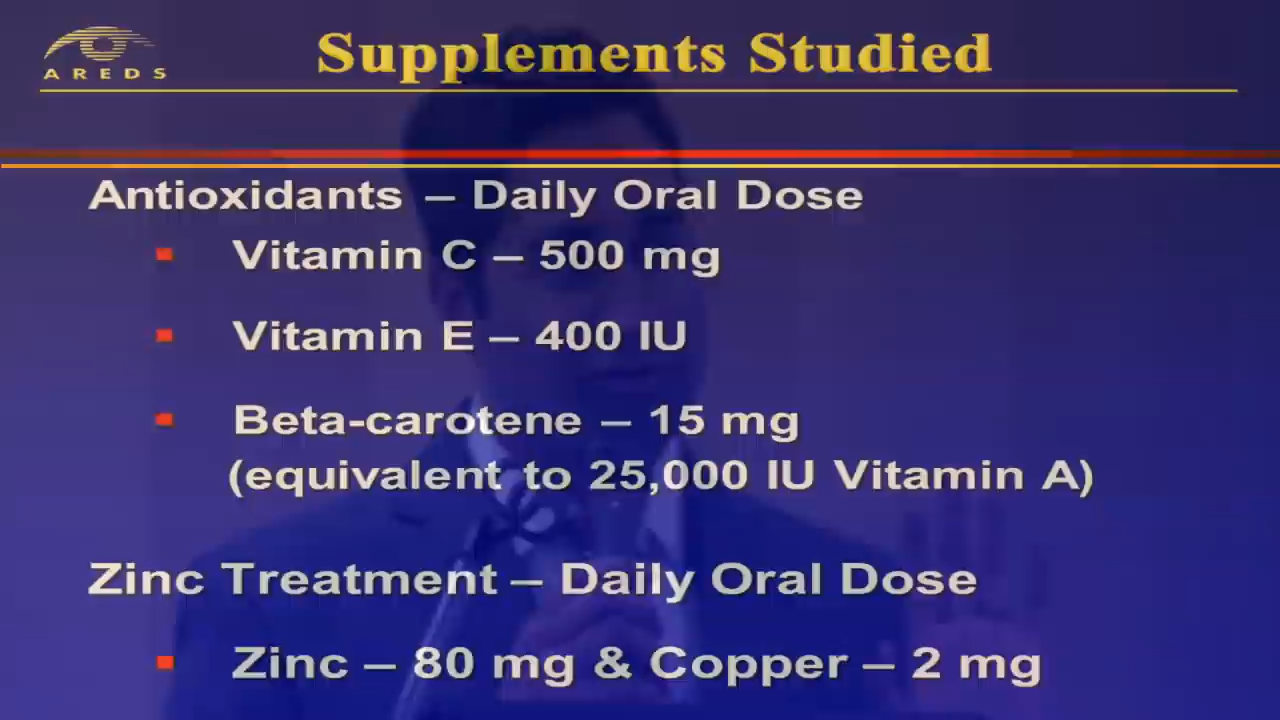 AREDS
Supplements Studied
Antioxidants – Daily Oral Dose
Vitamin C – 500 mg
Vitamin E – 400 IU
Beta-carotene – 15 mg
(equivalent to 25,000 IU Vitamin A)
Zinc Treatment – Daily Oral Dose
Zinc – 80 mg & Copper – 2 mg